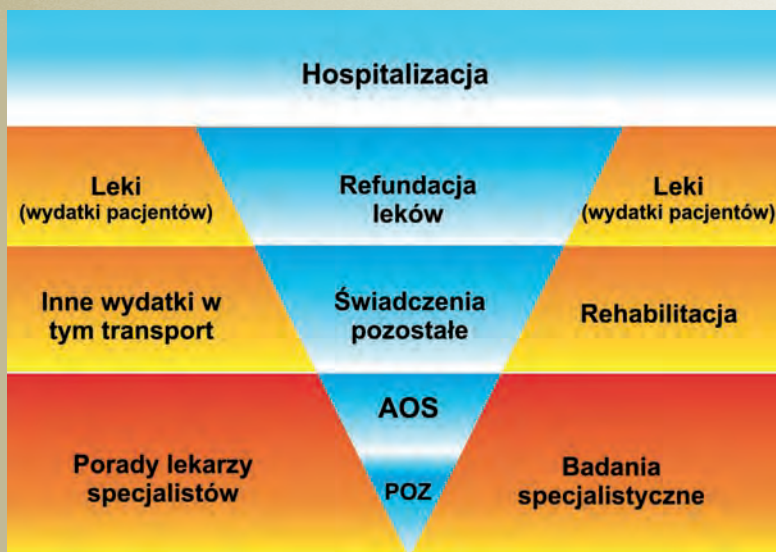 Hospitalizacja
Leki
(wydatki pacjentów)
Refundacja
leków
Leki
(wydatki pacjentów)
Inne wydatki w
tym transport
Świadczenia
pozostałe
Rehabilitacja
AOS
Porady lekarzy
specjalistów
POZ
Badania
specjalistyczne